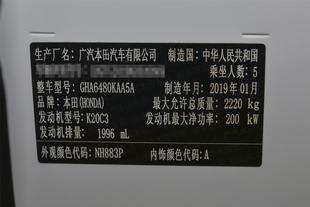 生产厂名：广汽本田汽车有限公司 制造国：中华人民共和国
乘坐人数：5
整车型号：GHA6480KAA5A 制造年月：2019年01月
品牌：本田(HONDA) 最大允许总质量：2220 kg
发动机型号：K20C3 发动机最大净功率：200 kW
发动机排量：1996 mL
外观颜色代码：NH883P 内饰颜色代码：A